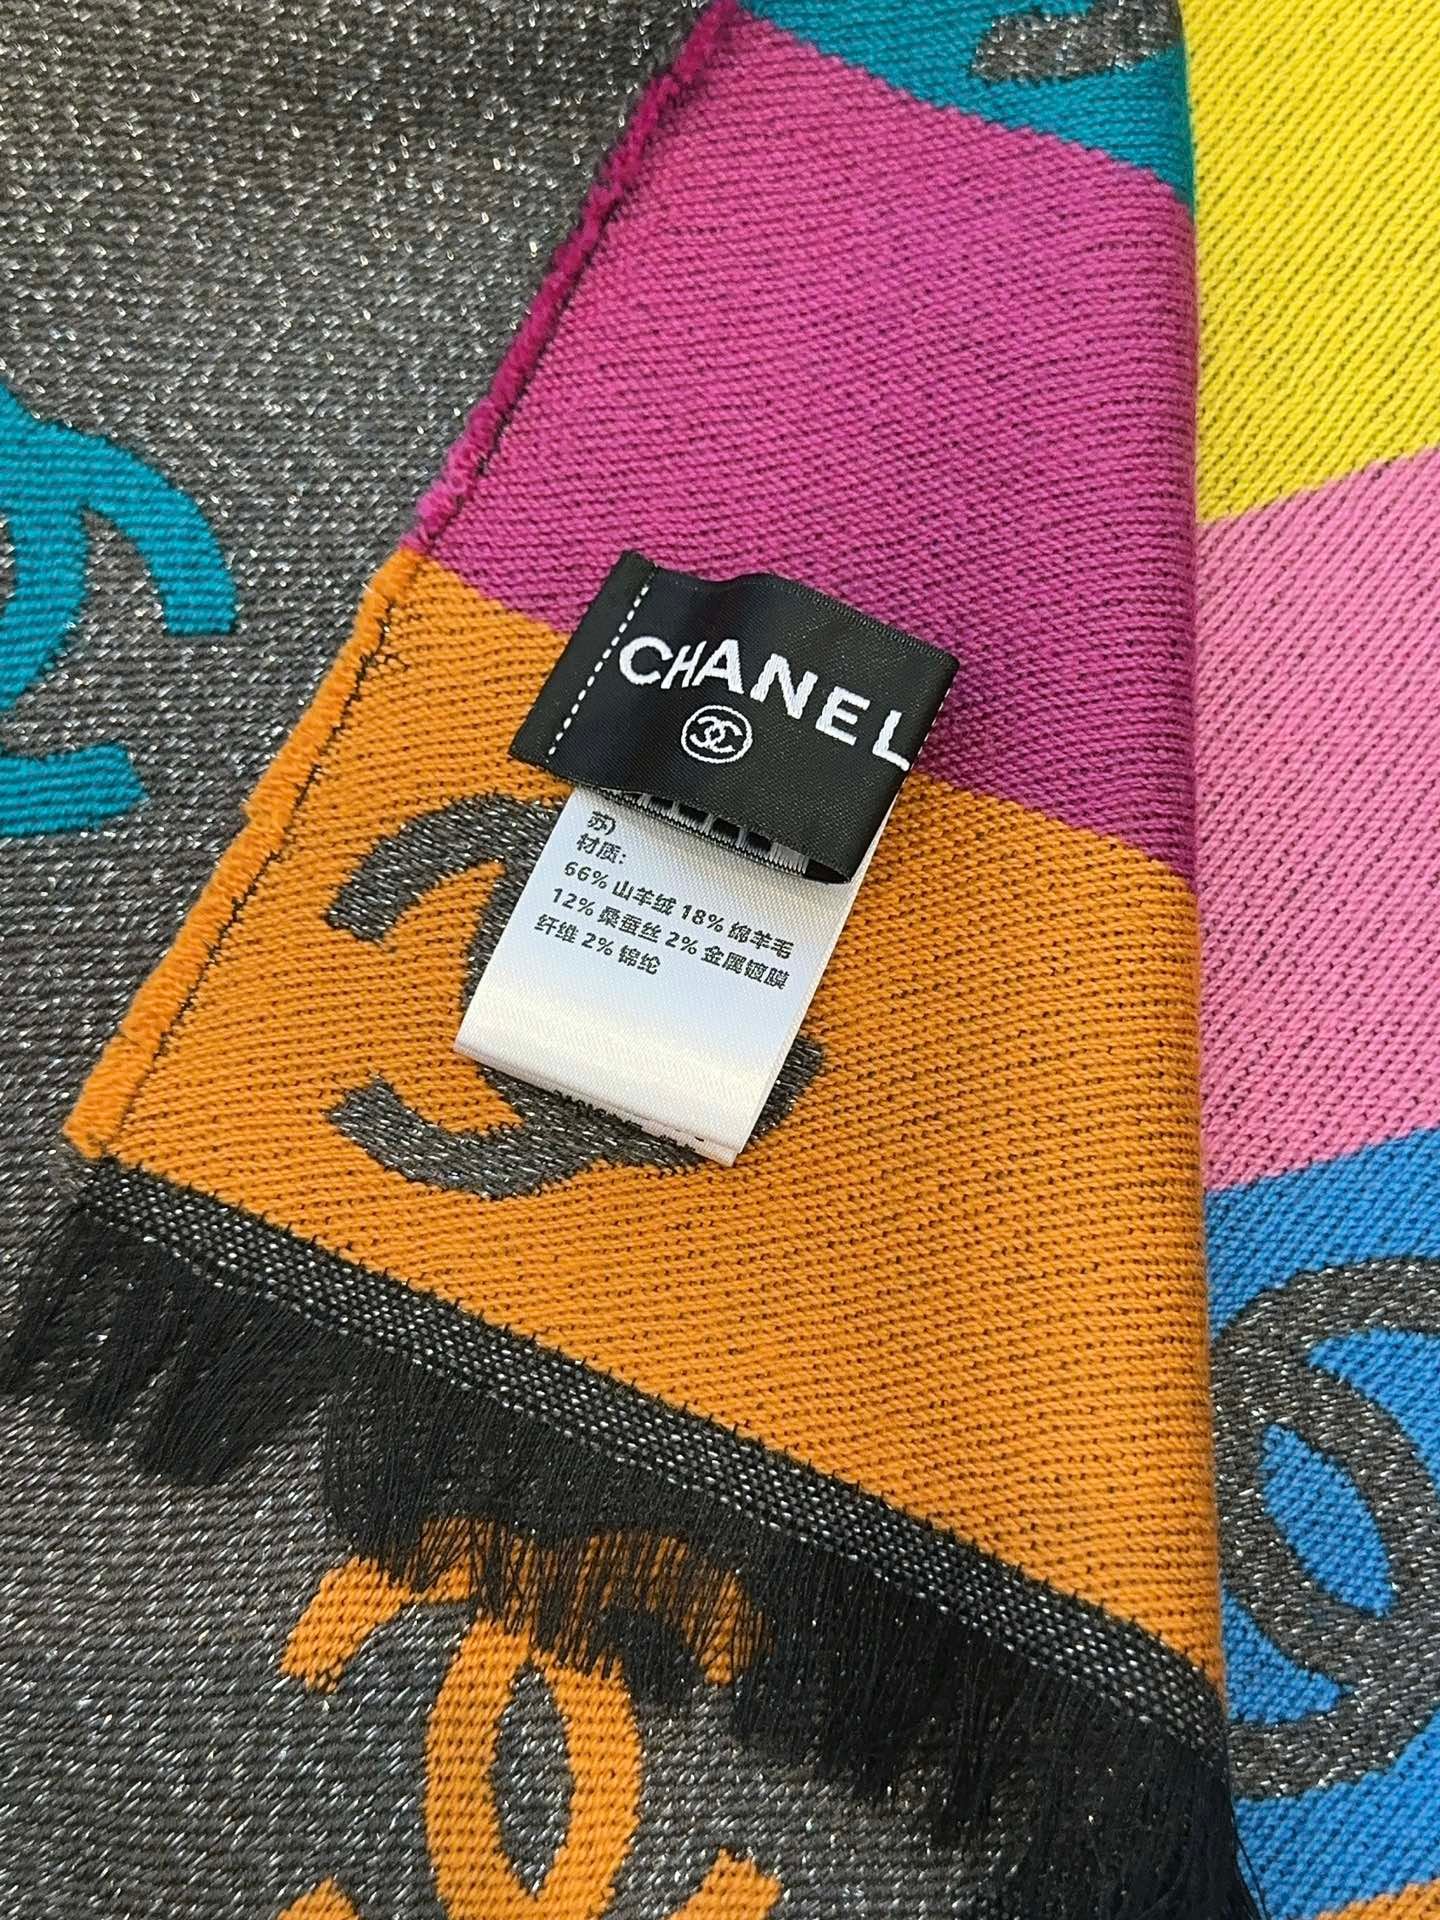 CHANEL
苏)
材质:
66% 山羊绒 18% 绵羊毛
12% 桑蚕丝 2% 金属镀膜
纤维 2% 锦纶